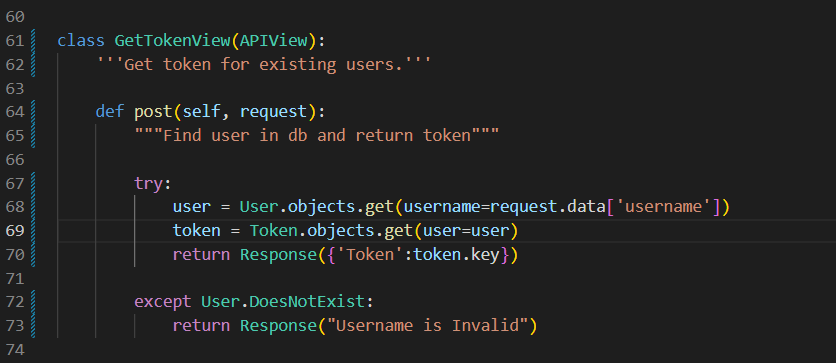 60
61 class GetTokenView(APIView):
62     '''Get token for existing users.'''
63
64     def post(self, request):
65         """Find user in db and return token"""
66
67         try:
68             user = User.objects.get(username=request.data['username'])
69             token = Token.objects.get(user=user)
70             return Response({'Token':token.key})
71
72         except User.DoesNotExist:
73             return Response("Username is Invalid")
74